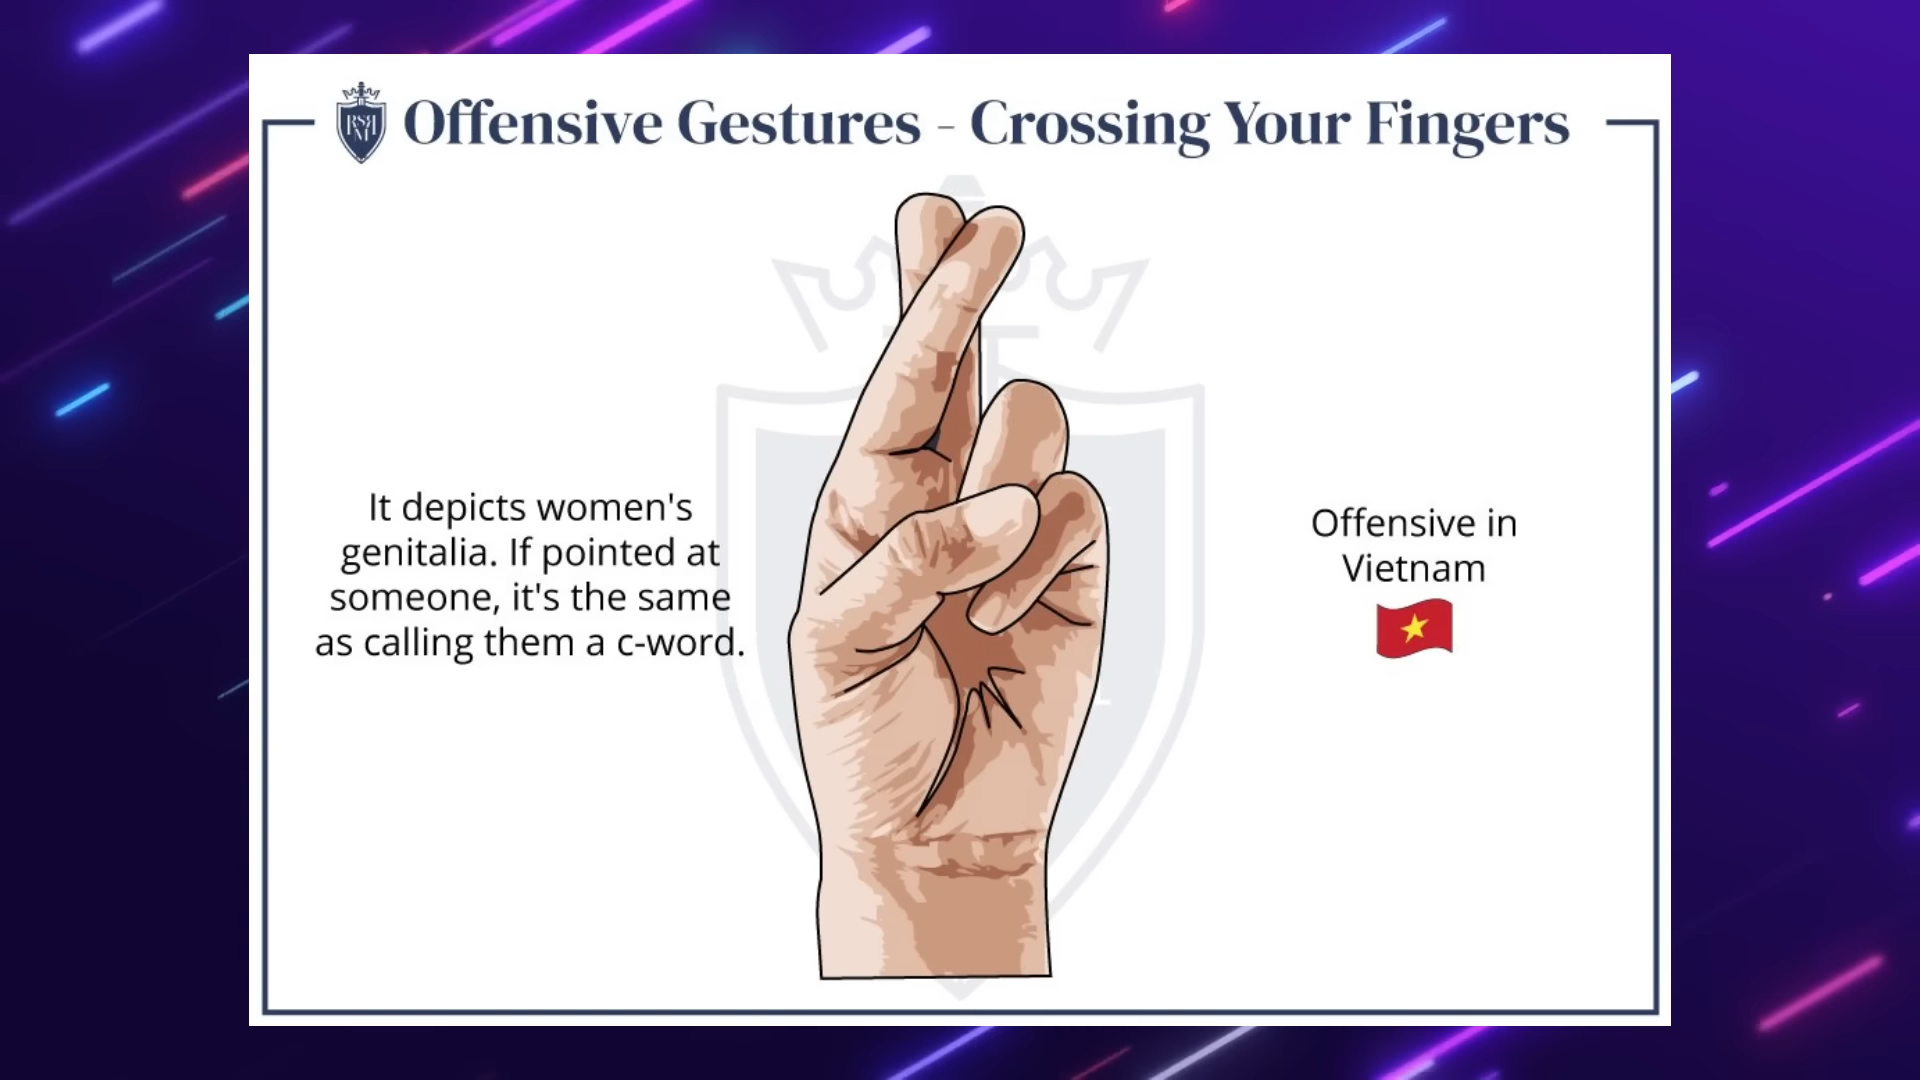 Offensive Gestures - Crossing Your Fingers
It depicts women's
genitalia. If pointed at
someone, it's the same
as calling them a c-word.
Offensive in
Vietnam